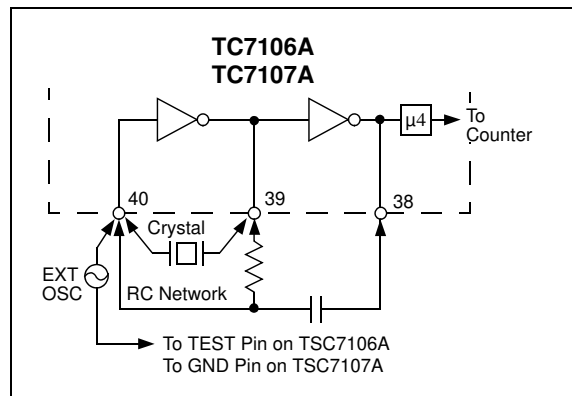 TC7106A
TC7107A
µ4
To
Counter
40
39
38
Crystal
EXT
OSC
RC Network
To TEST Pin on TSC7106A
To GND Pin on TSC7107A